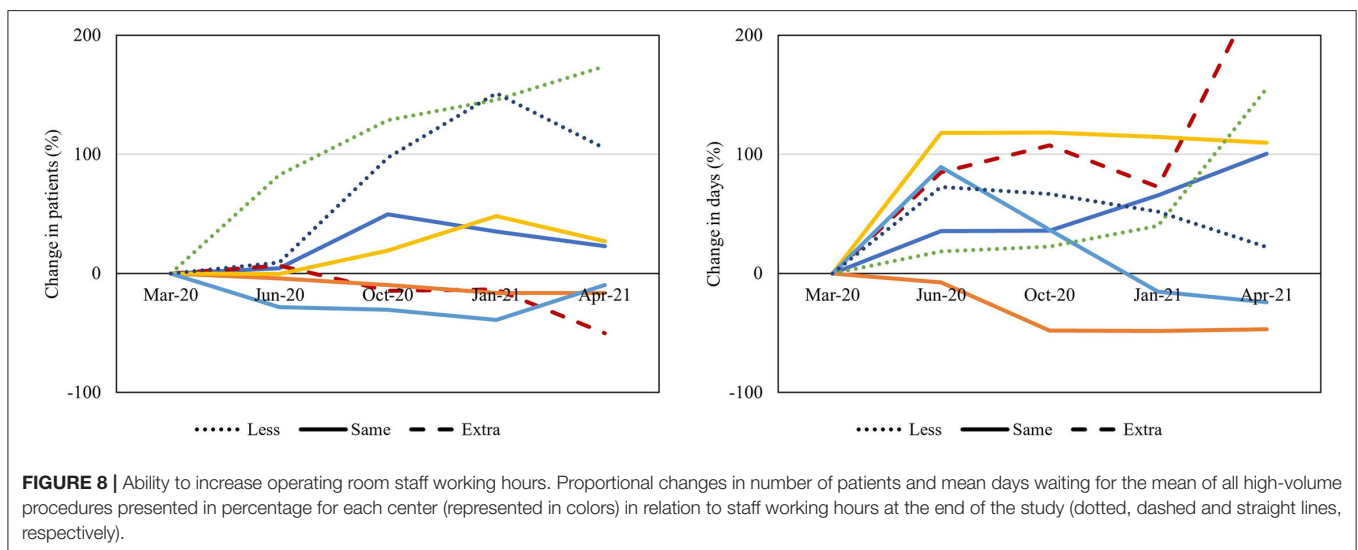 200
100
0
-100
Change in patients (%)
Mar-20 Jun-20 Oct-20 Jan-21 Apr-21
Less Same Extra
200
100
0
-100
Change in days (%)
Mar-20 Jun-20 Oct-20 Jan-21 Apr-21
Less Same Extra
FIGURE 8 | Ability to increase operating room staff working hours. Proportional changes in number of patients and mean days waiting for the mean of all high-volume
procedures presented in percentage for each center (represented in colors) in relation to staff working hours at the end of the study (dotted, dashed and straight lines,
respectively).